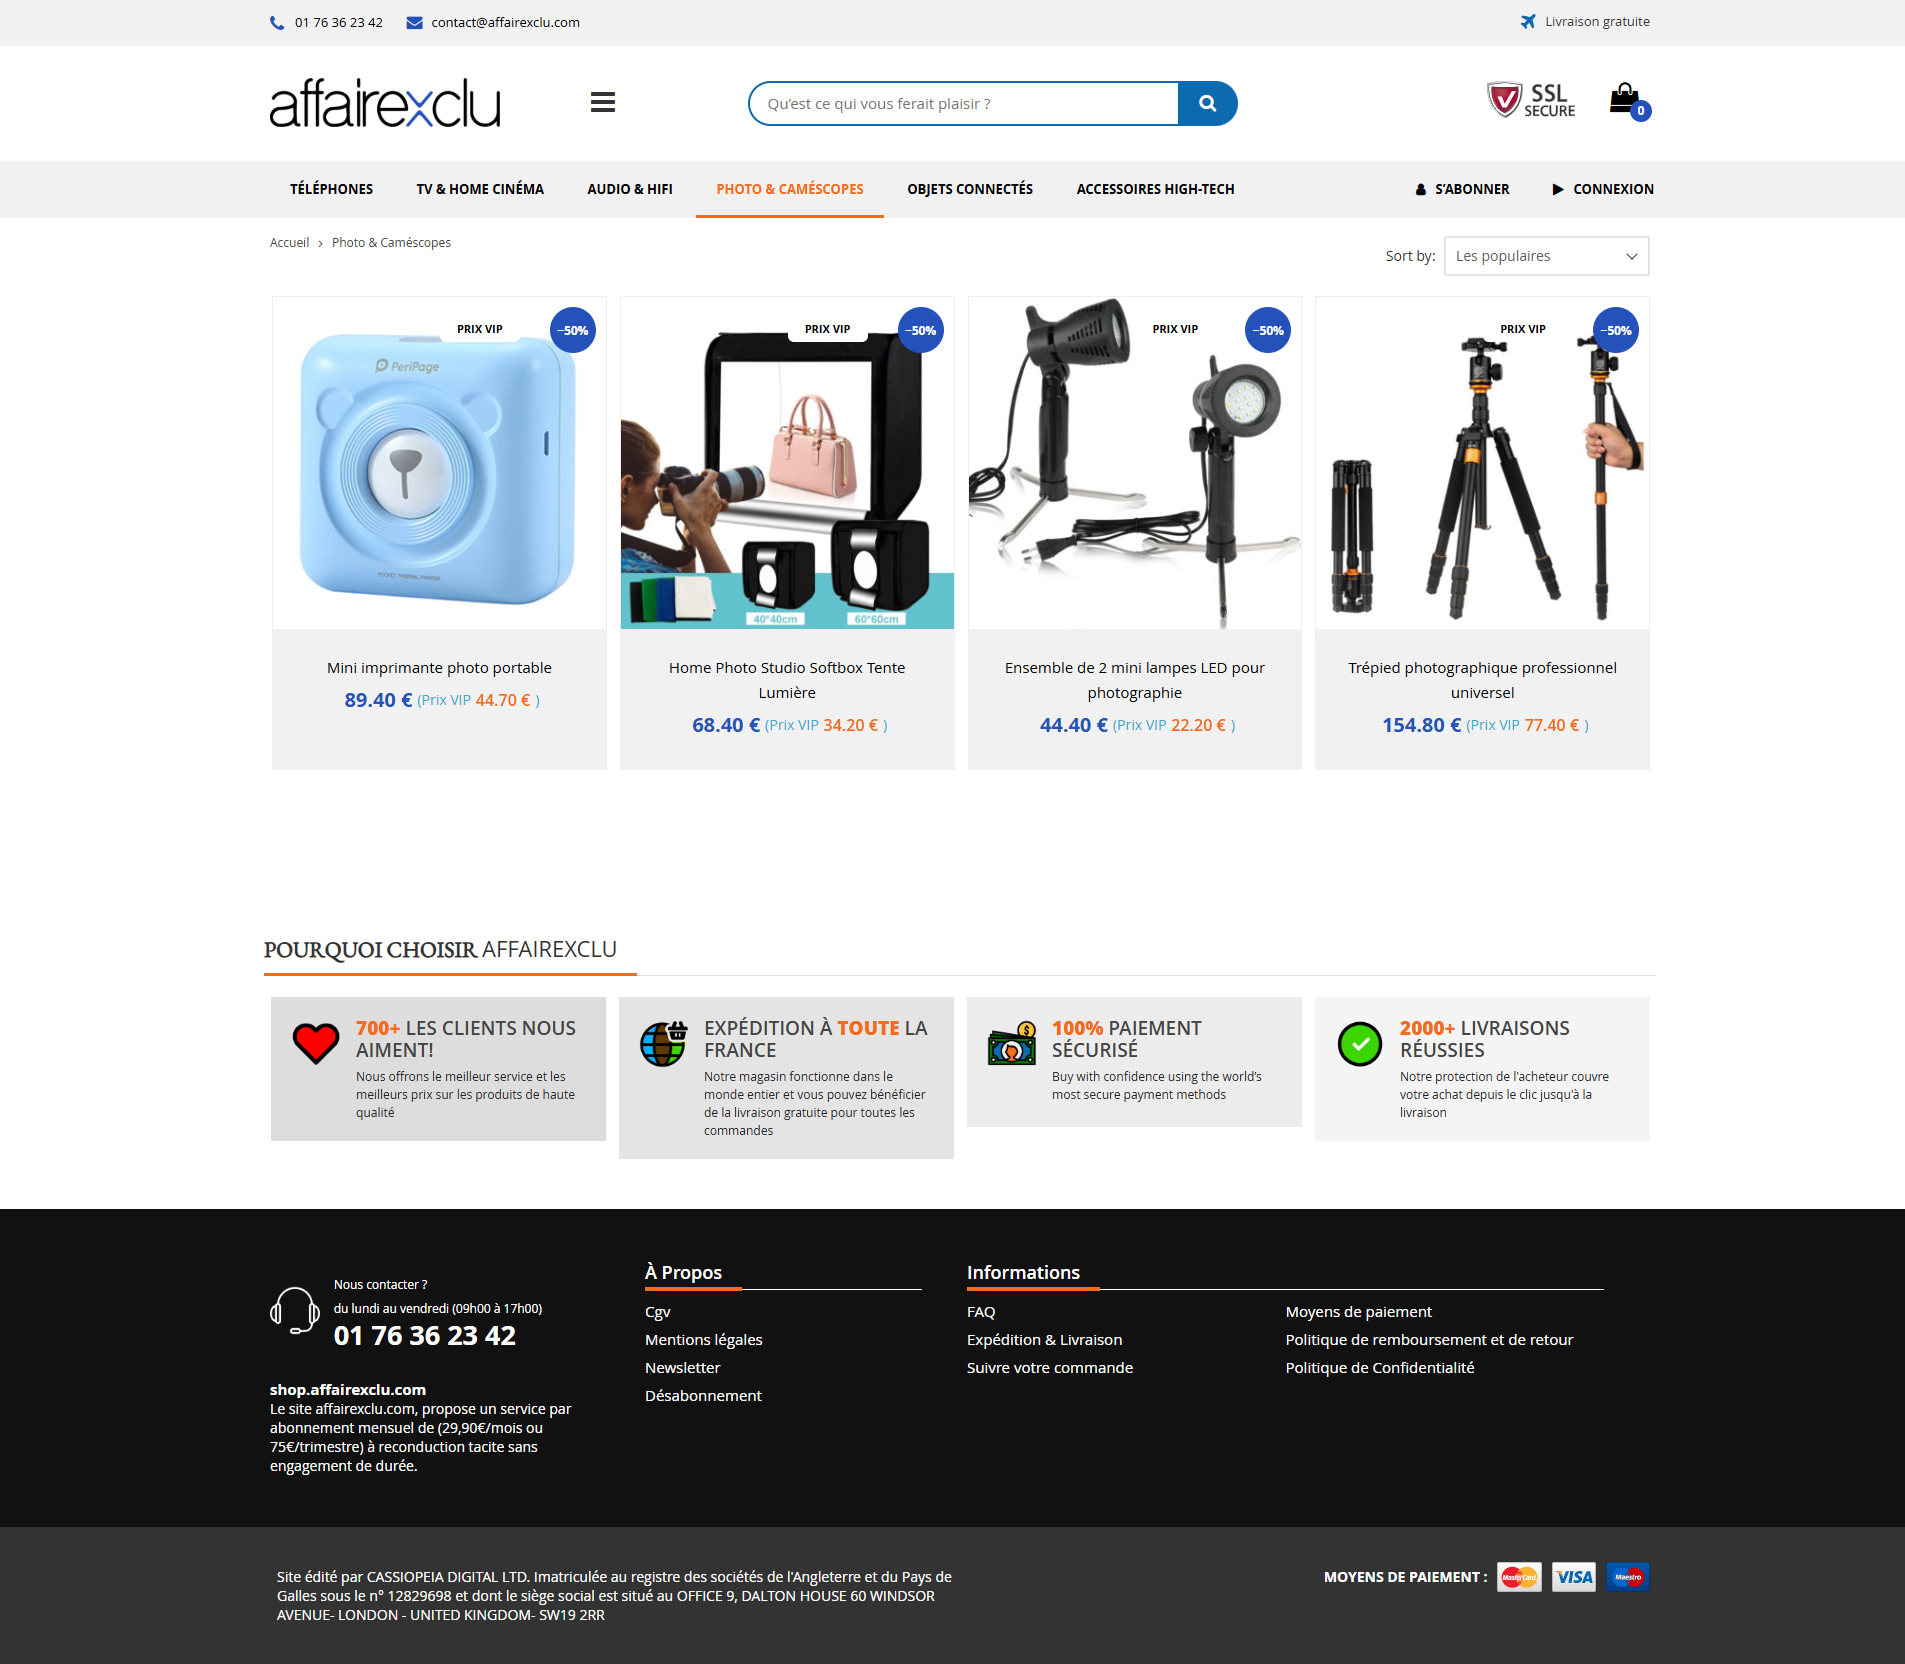 01 76 36 23 42
contact@affairexclu.com
Livraison gratuite
affairexclu
Qu'est ce qui vous ferait plaisir ?
SSL
SECURE
0
TÉLÉPHONES
TV & HOME CINÉMA
AUDIO & HIFI
PHOTO & CAMÉSCOPES
OBJETS CONNECTÉS
ACCESSOIRES HIGH-TECH
S'ABONNER
CONNEXION
Accueil
Photo & Caméscopes
Sort by:
Les populaires
PRIX VIP
–50%
PeriPage
POCKET THERMAL PRINTER
PRIX VIP
–50%
40*40cm
60*60cm
PRIX VIP
–50%
PRIX VIP
–50%
Mini imprimante photo portable
89.40 € (Prix VIP 44.70 € )
Home Photo Studio Softbox Tente
Lumière
68.40 € (Prix VIP 34.20 € )
Ensemble de 2 mini lampes LED pour
photographie
44.40 € (Prix VIP 22.20 € )
Trépied photographique professionnel
universel
154.80 € (Prix VIP 77.40 € )
POURQUOI CHOISIR AFFAIREXCLU
700+ LES CLIENTS NOUS
AIMENT!
Nous offrons le meilleur service et les
meilleurs prix sur les produits de haute
qualité
EXPÉDITION À TOUTE LA
FRANCE
Notre magasin fonctionne dans le
monde entier et vous pouvez bénéficier
de la livraison gratuite pour toutes les
commandes
100% PAIEMENT
SÉCURISÉ
Buy with confidence using the world's
most secure payment methods
2000+ LIVRAISONS
RÉUSSIES
Notre protection de l'acheteur couvre
votre achat depuis le clic jusqu'à la
livraison
Nous contacter ?
du lundi au vendredi (09h00 à 17h00)
01 76 36 23 42
shop.affairexclu.com
Le site affairexclu.com, propose un service par
abonnement mensuel de (29,90€/mois ou
75€/trimestre) à reconduction tacite sans
engagement de durée.
À Propos
Cgv
Mentions légales
Newsletter
Désabonnement
Informations
FAQ
Expédition & Livraison
Suivre votre commande
Moyens de paiement
Politique de remboursement et de retour
Politique de Confidentialité
Site édité par CASSIOPEIA DIGITAL LTD. Imatriculée au registre des sociétés de l'Angleterre et du Pays de
Galles sous le n° 12829698 et dont le siège social est situé au OFFICE 9, DALTON HOUSE 60 WINDSOR
AVENUE- LONDON - UNITED KINGDOM- SW19 2RR
MOYENS DE PAIEMENT :
MasterCard
VISA
Maestro